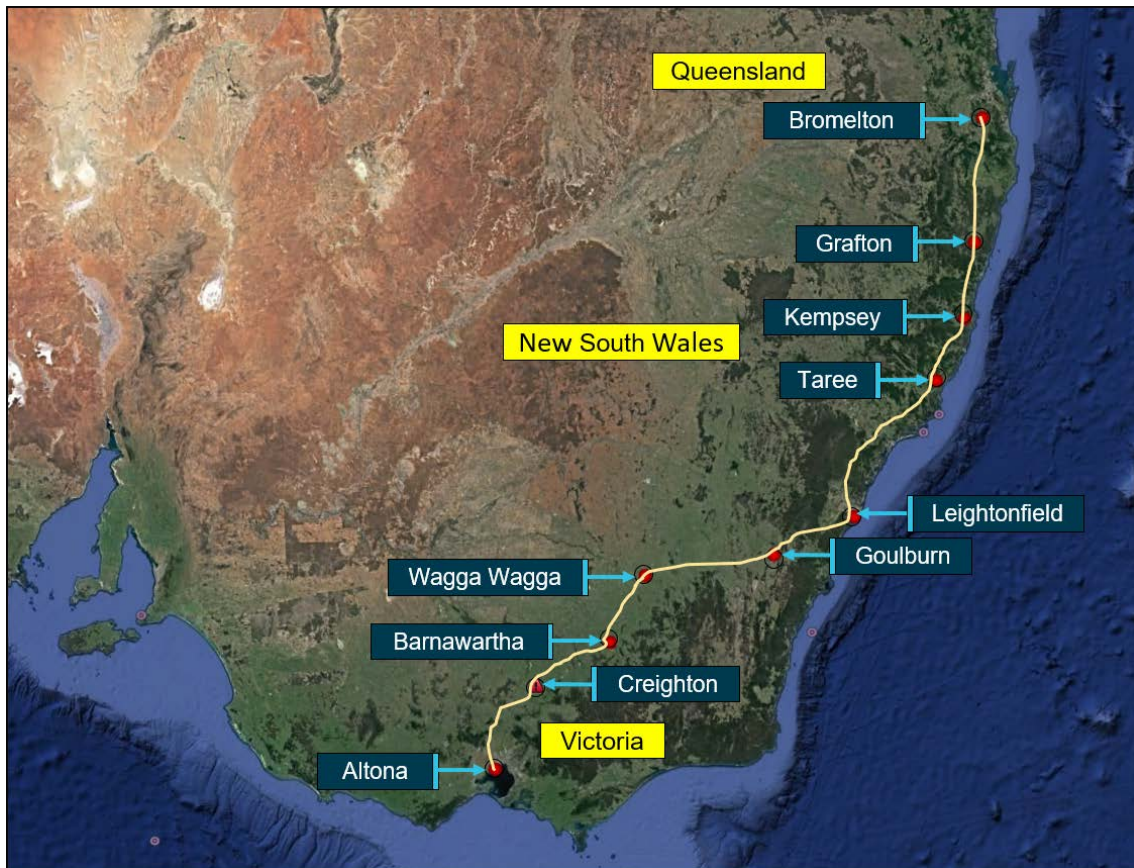 Queensland
Bromelton
Grafton
Kempsey
New South Wales
Taree
Leightonfield
Goulburn
Wagga Wagga
Barnawartha
Creighton
Victoria
Altona